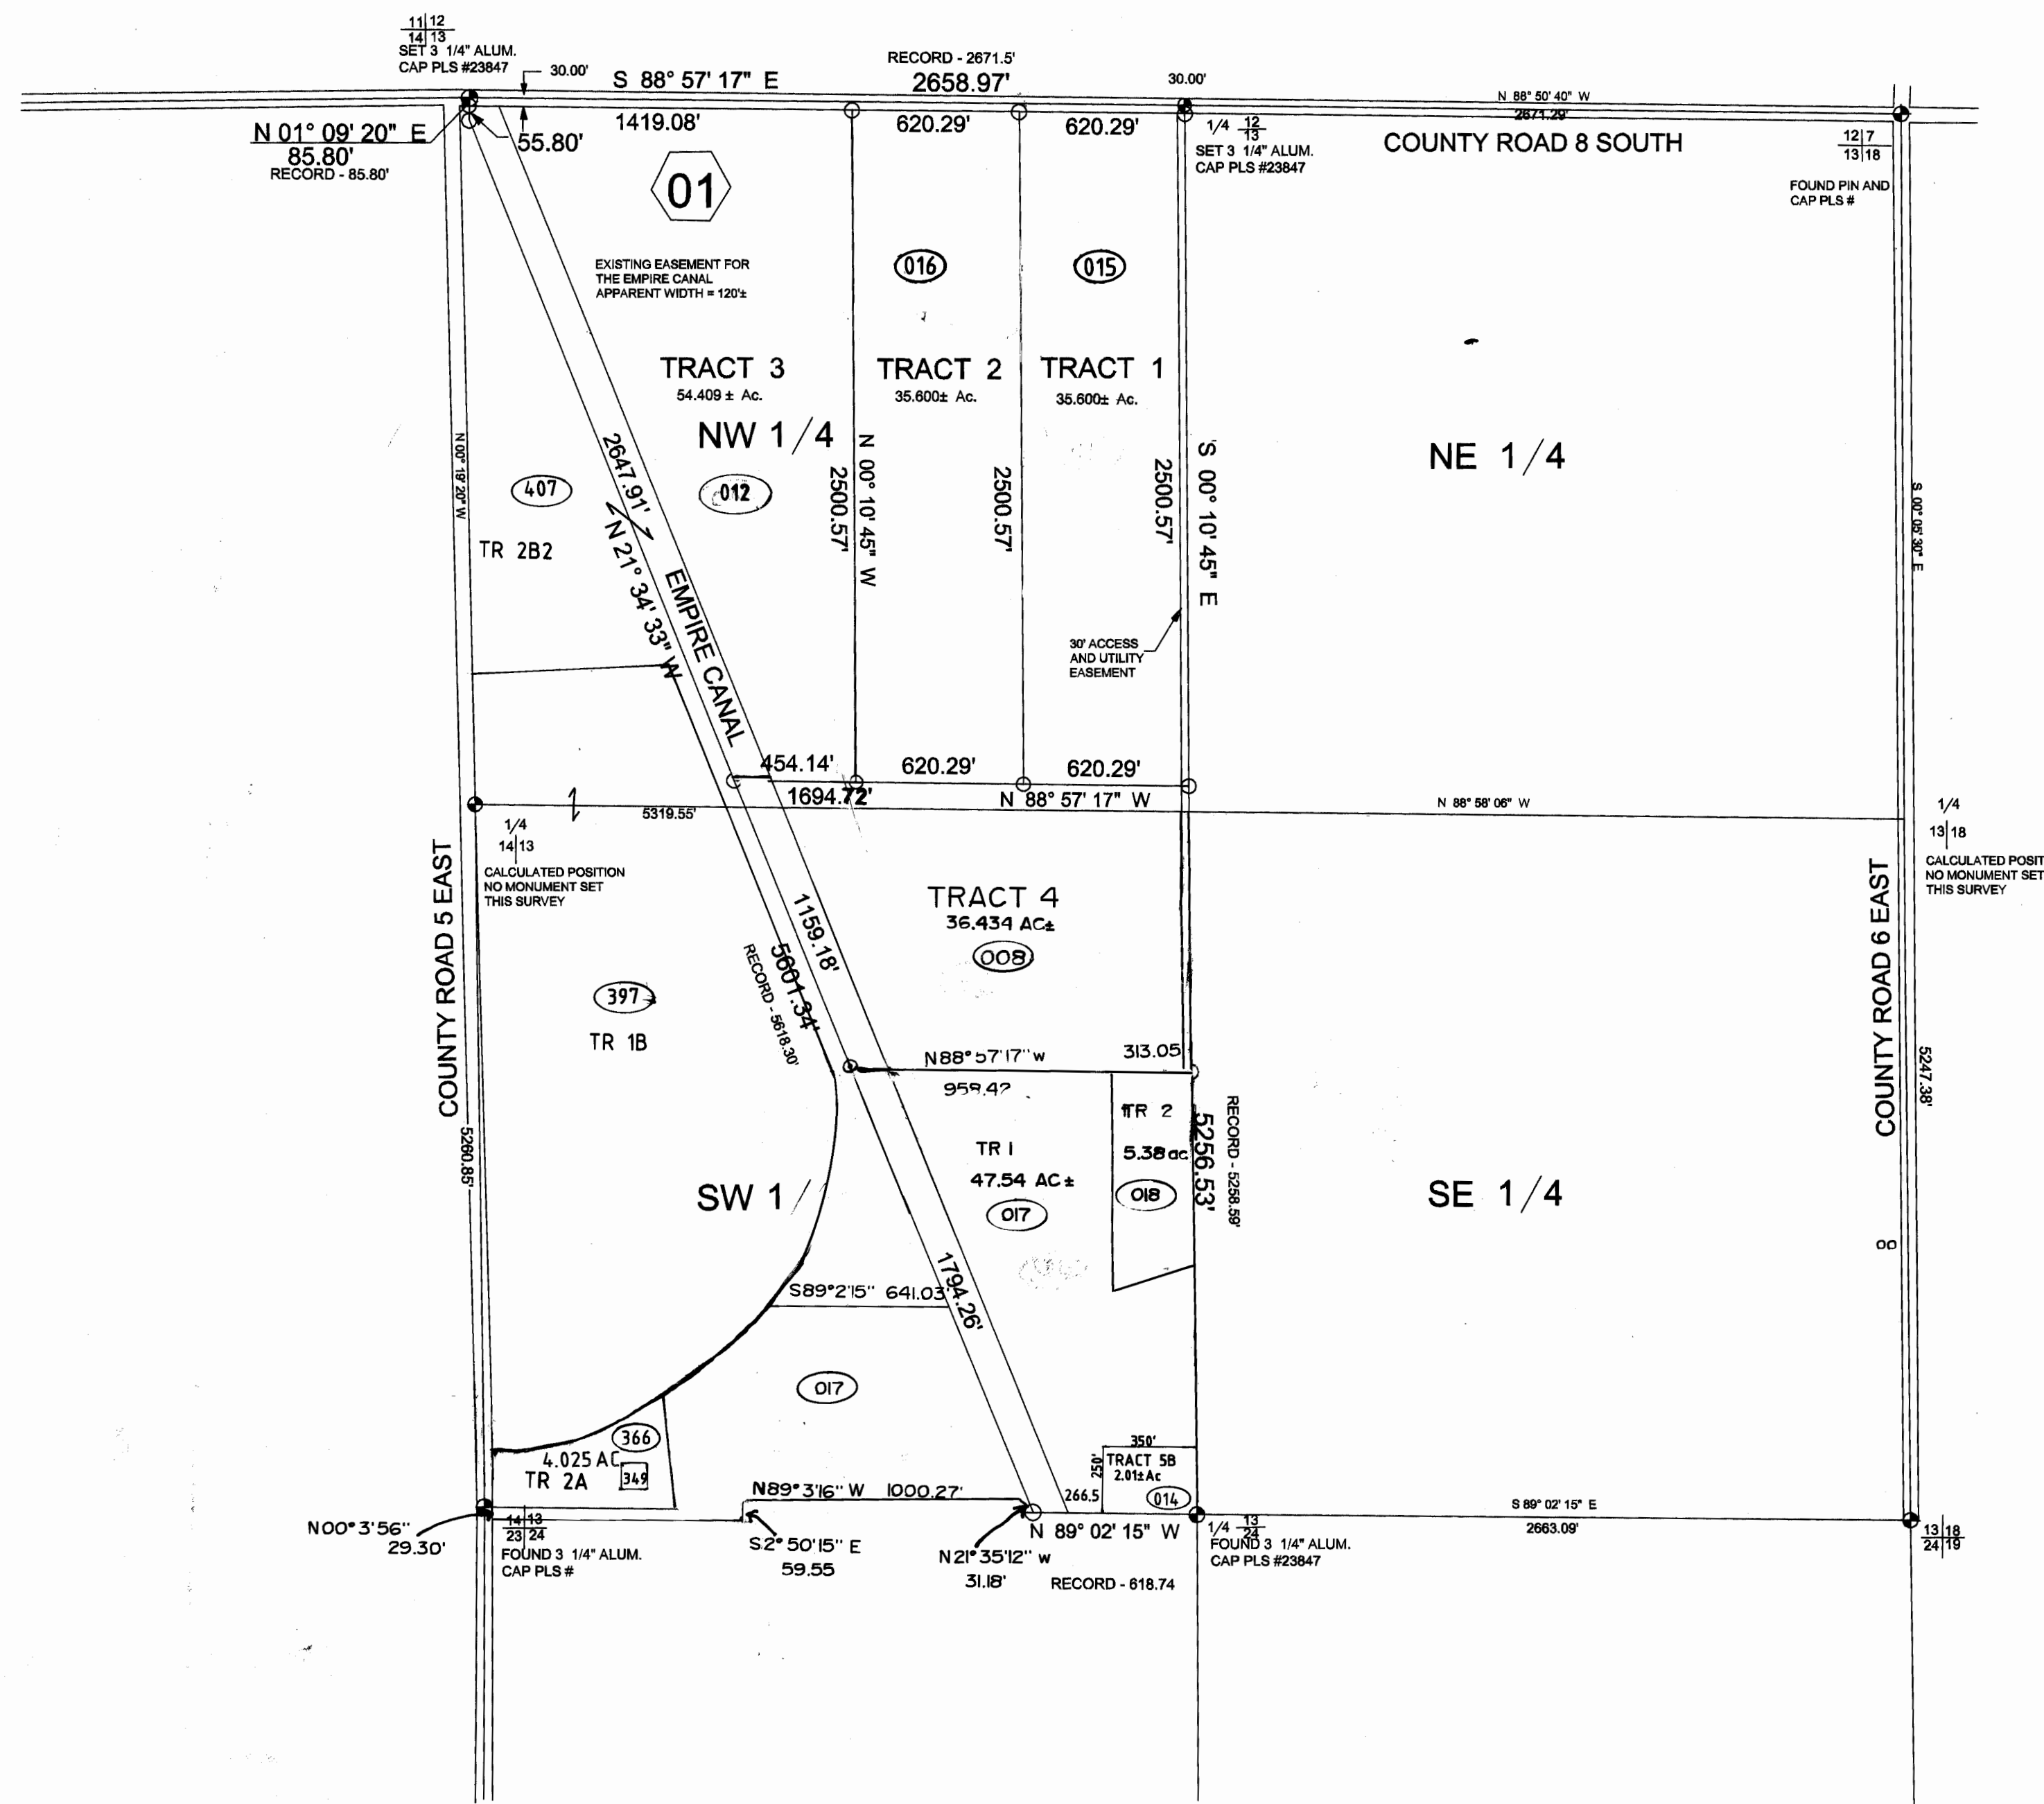 11|12
14|13
SET 3 1/4" ALUM.
CAP PLS #23847
30.00'
S 88° 57' 17" E
RECORD - 2671.5'
2658.97'
30.00'
N 88° 50' 40" W
2671.29'
N 01° 09' 20" E
85.80'
RECORD - 85.80'
55.80'
1419.08'
620.29'
620.29'
1/4 12
13
SET 3 1/4" ALUM.
CAP PLS #23847
COUNTY ROAD 8 SOUTH
12|7
13|18
FOUND PIN AND
CAP PLS #
01
EXISTING EASEMENT FOR
THE EMPIRE CANAL
APPARENT WIDTH = 120'±
016
015
TRACT 3
54.409 ± Ac.
TRACT 2
35.600± Ac.
TRACT 1
35.600± Ac.
NW 1/4
NE 1/4
N 00° 19' 20" W
407
TR 2B2
2647.91'
N 21° 34' 33" W
EMPIRE CANAL
012
2500.57'
N 00° 10' 45" W
2500.57'
2500.57'
S 00° 10' 45" E
S 00° 05' 30" E
30' ACCESS
AND UTILITY
EASEMENT
454.14'
620.29'
620.29'
1694.72'
N 88° 57' 17" W
N 88° 58' 06" W
5319.55'
1/4
14|13
CALCULATED POSITION
NO MONUMENT SET
THIS SURVEY
1/4
13|18
CALCULATED POSIT
NO MONUMENT SET
THIS SURVEY
COUNTY ROAD 5 EAST
COUNTY ROAD 6 EAST
TRACT 4
36.434 AC±
008
1159.18'
5601.34'
RECORD - 5618.30'
397
TR 1B
N88°57'17"w
313.05
959.42
5260.85'
5247.38'
TR 2
5.38 ac
018
TR 1
47.54 AC±
017
5256.53'
RECORD - 5258.59'
SW 1/
SE 1/4
1794.26'
S89°2'15" 641.03'
017
366
4.025 AC
TR 2A
349
350'
250'
TRACT 5B
2.01±Ac
014
266.5
N89°3'16" W 1000.27'
S 89° 02' 15" E
2663.09'
N00°3'56"
29.30'
14|13
23|24
FOUND 3 1/4" ALUM.
CAP PLS #
S2°50'15" E
59.55
N21°35'12" w
31.18'
N 89° 02' 15" W
RECORD - 618.74
1/4 13
24
FOUND 3 1/4" ALUM.
CAP PLS #23847
13|18
24|19